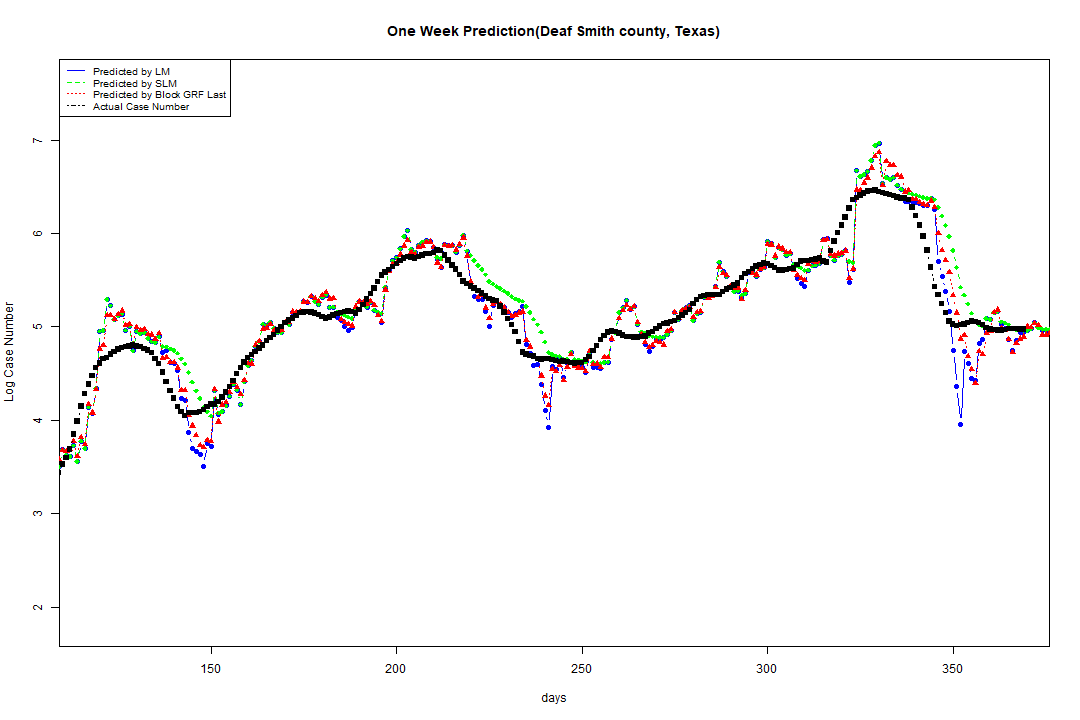 One Week Prediction(Deaf Smith county, Texas)
Predicted by LM
Predicted by SLM
Predicted by Block GRF Last
Actual Case Number
Log Case Number
7
6
5
4
3
2
150 200 250 300 350
days